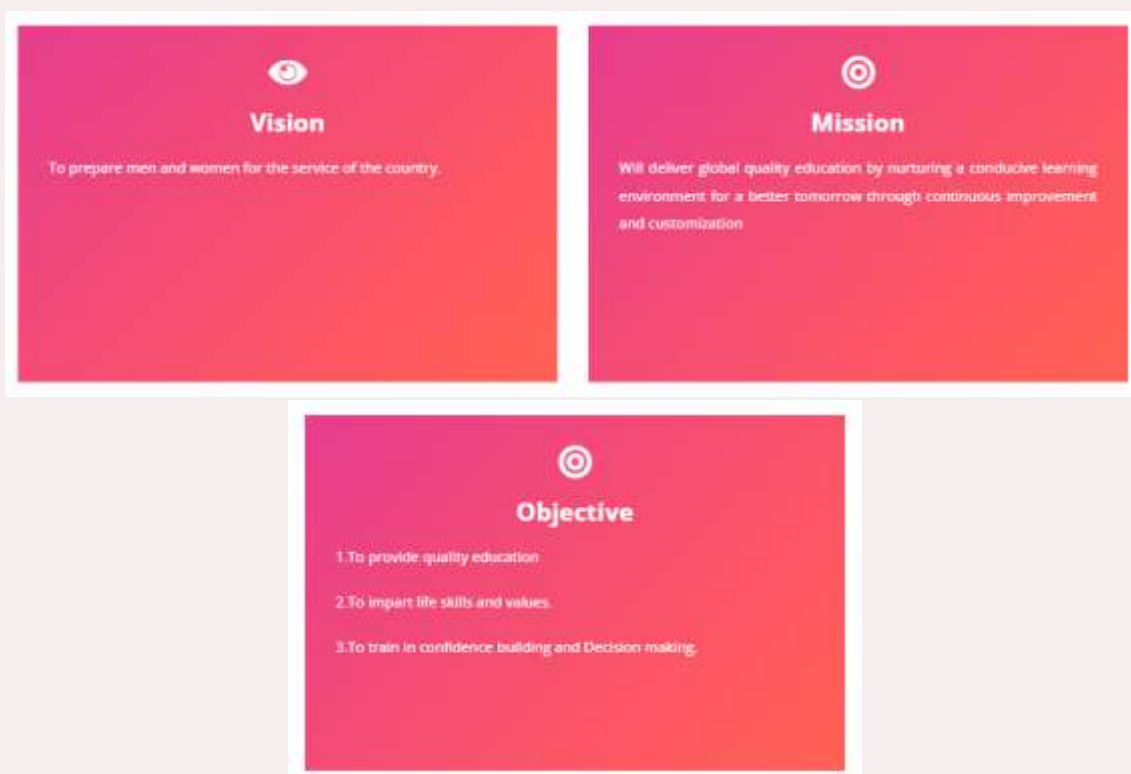 Vision
To prepare men and women for the service of the country.
Mission
Will deliver global quality education by nurturing a conducive learning
environment for a better tomorrow through continuous improvement
and customization
Objective
1.To provide quality education
2.To impart life skills and values.
3.To train in confidence building and Decision making.